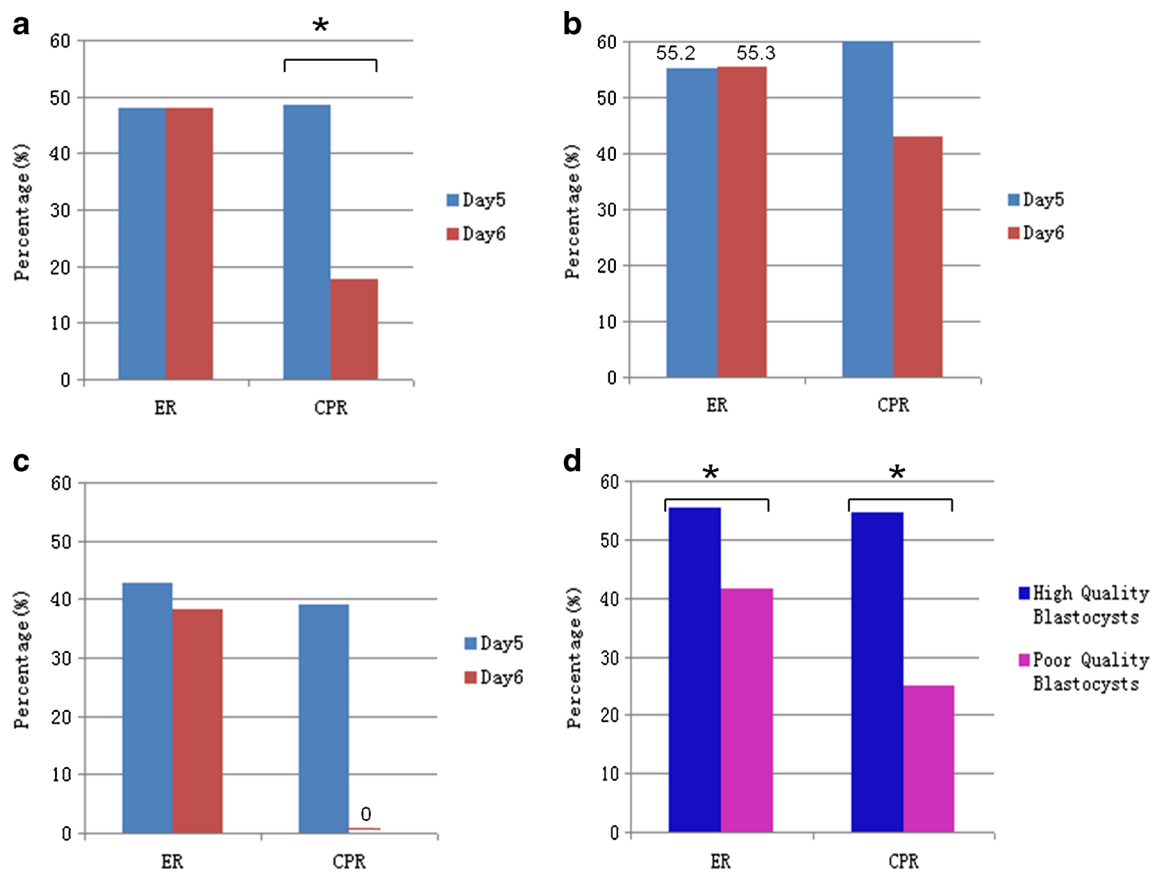 a
*
60
50
40
30
20
10
0
Percentage(%)
ER
CPR
Day5
Day6
b
60
50
40
30
20
10
0
Percentage(%)
55.2
55.3
ER
CPR
Day5
Day6
c
60
50
40
30
20
10
0
Percentage(%)
0
ER
CPR
Day5
Day6
d
*
*
60
50
40
30
20
10
0
Percentage(%)
ER
CPR
High Quality
Blastocysts
Poor Quality
Blastocysts